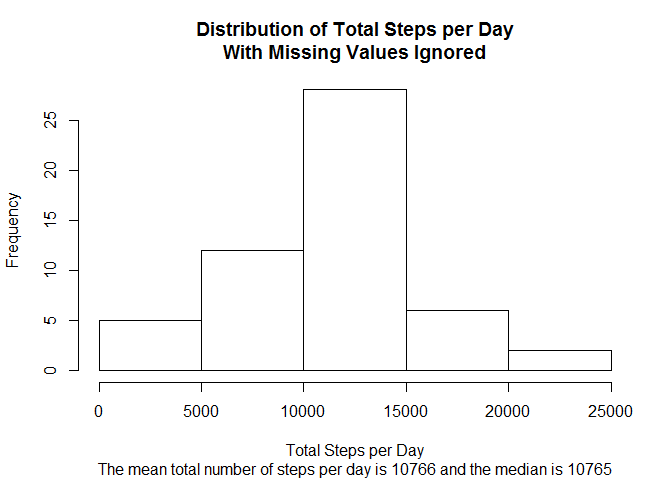 Distribution of Total Steps per Day
With Missing Values Ignored
Frequency
25
20
15
10
5
0
0 5000 10000 15000 20000 25000
Total Steps per Day
The mean total number of steps per day is 10766 and the median is 10765